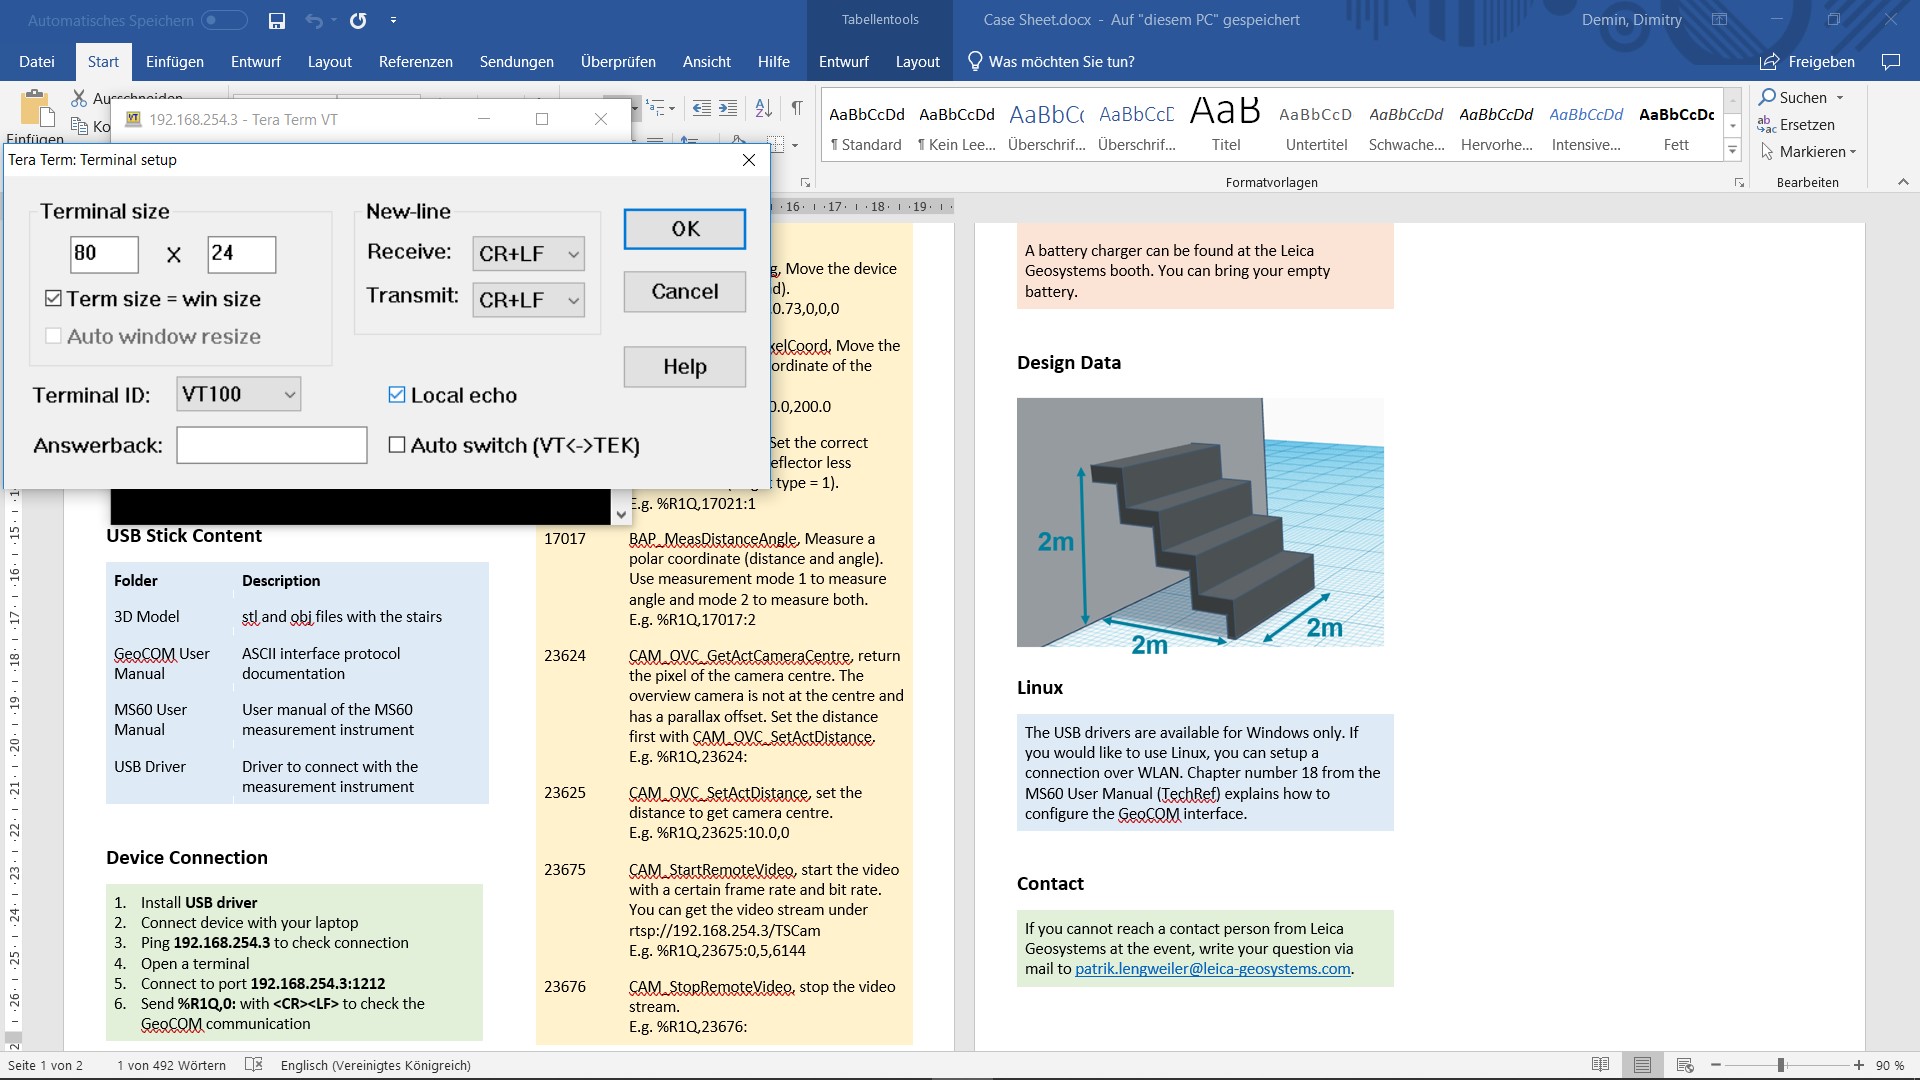 Automatisches Speichern
Tabellentools
Case Sheet.docx - Auf "diesem PC" gespeichert
Demin, Dimitry
Datei
Start
Einfügen
Entwurf
Layout
Referenzen
Sendungen
Überprüfen
Ansicht
Hilfe
Entwurf
Layout
Was möchten Sie tun?
Freigeben
Einfügen
Ausschneiden
Ko
AaBbCcDd
¶ Standard
AaBbCcDd
¶ Kein Lee...
AaBbCc
Überschrif...
AaBbCcD
Überschrif...
AaB
Titel
AaBbCcD
Untertitel
AaBbCcDd
Schwache...
AaBbCcDd
Hervorhe...
AaBbCcDd
Intensive...
AaBbCcDc
Fett
Formatvorlagen
Suchen
Ersetzen
Markieren
Bearbeiten
192.168.254.3 - Tera Term VT
Tera Term: Terminal setup
Terminal size
80 X 24
Term size = win size
Auto window resize
New-line
Receive: CR+LF
Transmit: CR+LF
OK
Cancel
Help
Terminal ID: VT100
Local echo
Answerback:
Auto switch (VT<->TEK)
USB Stick Content
Folder Description
3D Model stl and obj files with the stairs
GeoCOM User ASCII interface protocol
Manual documentation
MS60 User User manual of the MS60
Manual measurement instrument
USB Driver Driver to connect with the
measurement instrument
Device Connection
1. Install USB driver
2. Connect device with your laptop
3. Ping 192.168.254.3 to check connection
4. Open a terminal
5. Connect to port 192.168.254.3:1212
6. Send %R1Q,0: with <CR><LF> to check the
GeoCOM communication
g, Move the device
d).
0.73,0,0,0
xelCoord, Move the
ordinate of the
0.0,200.0
Set the correct
eflector less
t type = 1).
E.g. %R1Q,17021:1
17017 BAP_MeasDistanceAngle, Measure a
polar coordinate (distance and angle).
Use measurement mode 1 to measure
angle and mode 2 to measure both.
E.g. %R1Q,17017:2
23624 CAM_OVC_GetActCameraCentre, return
the pixel of the camera centre. The
overview camera is not at the centre and
has a parallax offset. Set the distance
first with CAM_OVC_SetActDistance.
E.g. %R1Q,23624:
23625 CAM_OVC_SetActDistance, set the
distance to get camera centre.
E.g. %R1Q,23625:10.0,0
23675 CAM_StartRemoteVideo, start the video
with a certain frame rate and bit rate.
You can get the video stream under
rtsp://192.168.254.3/TSCam
E.g. %R1Q,23675:0,5,6144
23676 CAM_StopRemoteVideo, stop the video
stream.
E.g. %R1Q,23676:
A battery charger can be found at the Leica
Geosystems booth. You can bring your empty
battery.
Design Data
2m
2m
2m
Linux
The USB drivers are available for Windows only. If
you would like to use Linux, you can setup a
connection over WLAN. Chapter number 18 from the
MS60 User Manual (TechRef) explains how to
configure the GeoCOM interface.
Contact
If you cannot reach a contact person from Leica
Geosystems at the event, write your question via
mail to patrik.lengweiler@leica-geosystems.com.
Seite 1 von 2
1 von 492 Wörtern
Englisch (Vereinigtes Königreich)
90 %